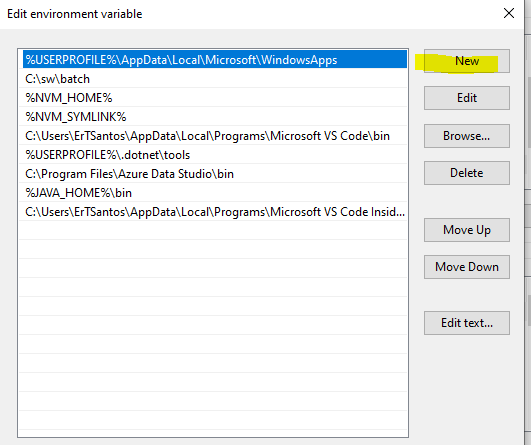 Edit environment variable
%USERPROFILE%\AppData\Local\Microsoft\WindowsApps
C:\sw\batch
%NVM_HOME%
%NVM_SYMLINK%
C:\Users\ErTSantos\AppData\Local\Programs\Microsoft VS Code\bin
%USERPROFILE%\.dotnet\tools
C:\Program Files\Azure Data Studio\bin
%JAVA_HOME%\bin
C:\Users\ErTSantos\AppData\Local\Programs\Microsoft VS Code Insid...
New
Edit
Browse...
Delete
Move Up
Move Down
Edit text...